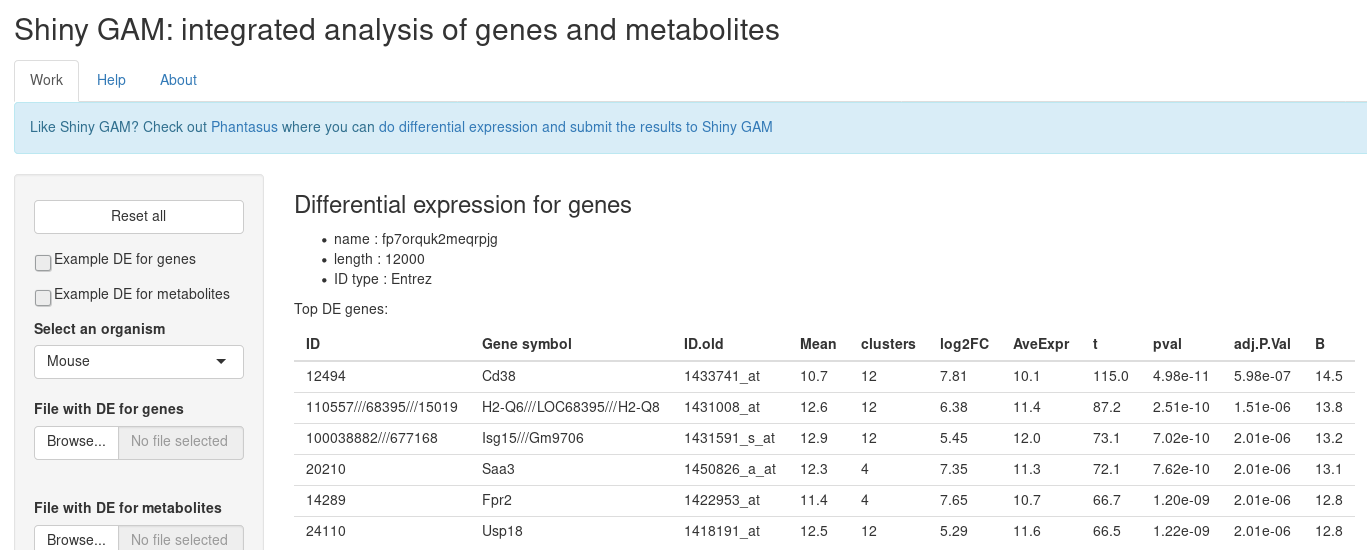 Shiny GAM: integrated analysis of genes and metabolites
Work Help About
Like Shiny GAM? Check out Phantasus where you can do differential expression and submit the results to Shiny GAM
Reset all
Example DE for genes
Example DE for metabolites
Select an organism
Mouse
File with DE for genes
Browse... No file selected
File with DE for metabolites
Browse... No file selected
Differential expression for genes
• name : fp7orquk2meqrpjg
• length : 12000
• ID type : Entrez
Top DE genes:
ID Gene symbol ID.old Mean clusters log2FC AveExpr t pval adj.P.Val B
12494 Cd38 1433741_at 10.7 12 7.81 10.1 115.0 4.98e-11 5.98e-07 14.5
110557///68395///15019 H2-Q6///LOC68395///H2-Q8 1431008_at 12.6 12 6.38 11.4 87.2 2.51e-10 1.51e-06 13.8
100038882///677168 Isg15///Gm9706 1431591_s_at 12.9 12 5.45 12.0 73.1 7.02e-10 2.01e-06 13.2
20210 Saa3 1450826_a_at 12.3 4 7.35 11.3 72.1 7.62e-10 2.01e-06 13.1
14289 Fpr2 1422953_at 11.4 4 7.65 10.7 66.7 1.20e-09 2.01e-06 12.8
24110 Usp18 1418191_at 12.5 12 5.29 11.6 66.5 1.22e-09 2.01e-06 12.8